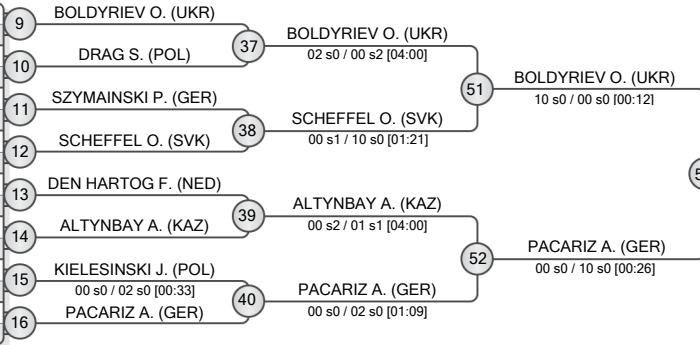 9
BOLDYRIEV O. (UKR)
10
DRAG S. (POL)
37
BOLDYRIEV O. (UKR)
02 s0 / 00 s2 [04:00]
11
SZYMAINSKI P. (GER)
12
SCHEFFEL O. (SVK)
38
SCHEFFEL O. (SVK)
00 s1 / 10 s0 [01:21]
51
BOLDYRIEV O. (UKR)
10 s0 / 00 s0 [00:12]
13
DEN HARTOG F. (NED)
14
ALTYNBAY A. (KAZ)
39
ALTYNBAY A. (KAZ)
00 s2 / 01 s1 [04:00]
15
KIELESINSKI J. (POL)
00 s0 / 02 s0 [00:33]
16
PACARIZ A. (GER)
40
PACARIZ A. (GER)
00 s0 / 02 s0 [01:09]
52
PACARIZ A. (GER)
00 s0 / 10 s0 [00:26]